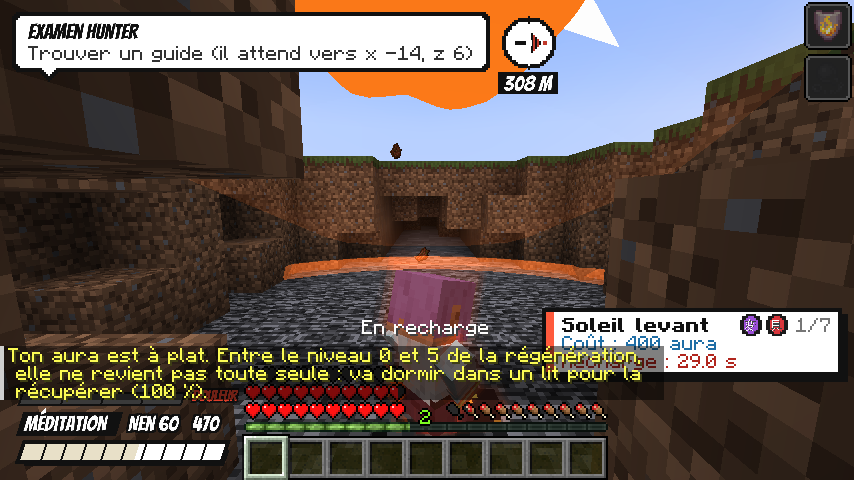 EXAMEN HUNTER
Trouver un guide (il attend vers x -14, z 6)
308 M
En recharge
Soleil levant
1/7
Coût : 400 aura
Recharge : 29.0 s
Ton aura est à plat. Entre le niveau 0 et 5 de la régénération,
elle ne revient pas toute seule : va dormir dans un lit pour la
récupérer (100 %).
2
MÉDITATION
NEN 60
470